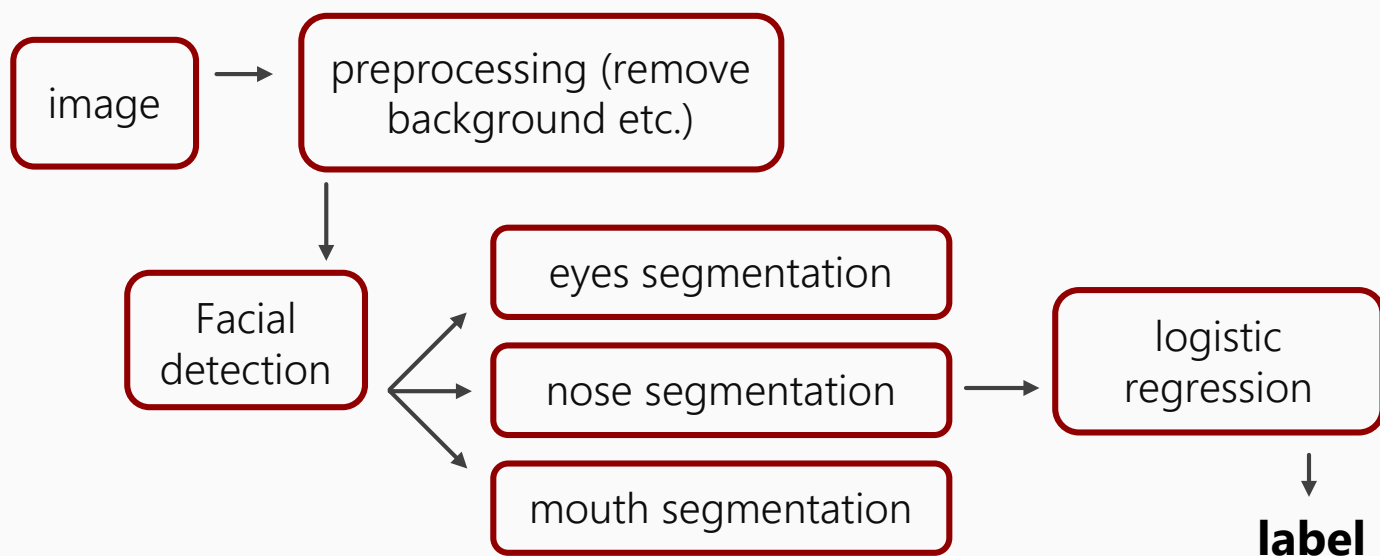 image
preprocessing (remove
background etc.)
Facial
detection
eyes segmentation
nose segmentation
mouth segmentation
logistic
regression
label